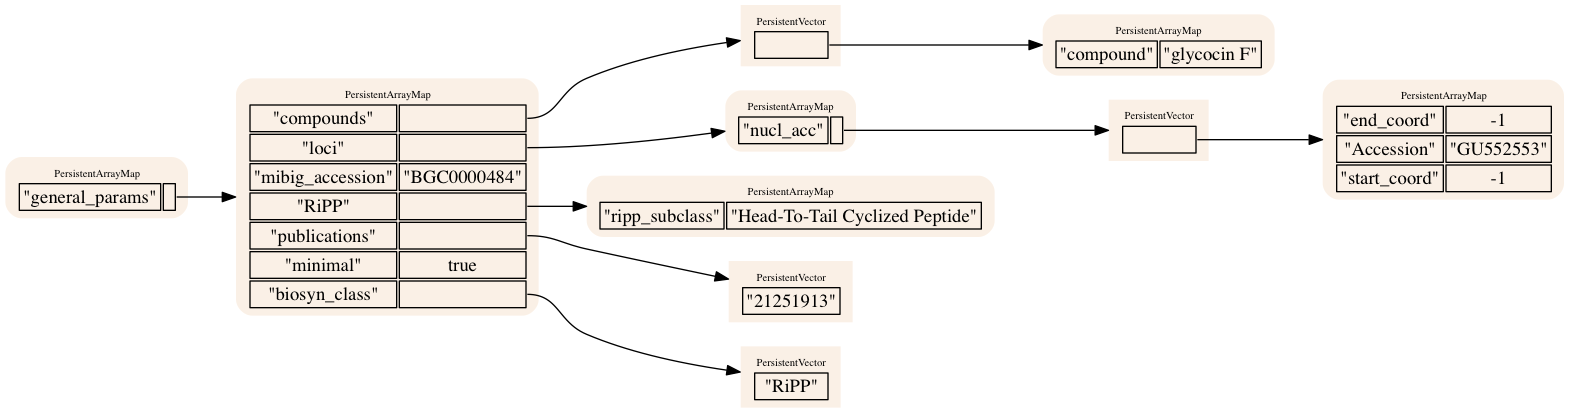 PersistentArrayMap
"general_params"
PersistentArrayMap
"compounds"
"loci"
"mibig_accession" "BGC0000484"
"RiPP"
"publications"
"minimal" true
"biosyn_class"
PersistentVector
PersistentArrayMap
"compound" "glycocin F"
PersistentArrayMap
"nucl_acc"
PersistentVector
PersistentArrayMap
"end_coord" -1
"Accession" "GU552553"
"start_coord" -1
PersistentArrayMap
"ripp_subclass" "Head-To-Tail Cyclized Peptide"
PersistentVector
"21251913"
PersistentVector
"RiPP"